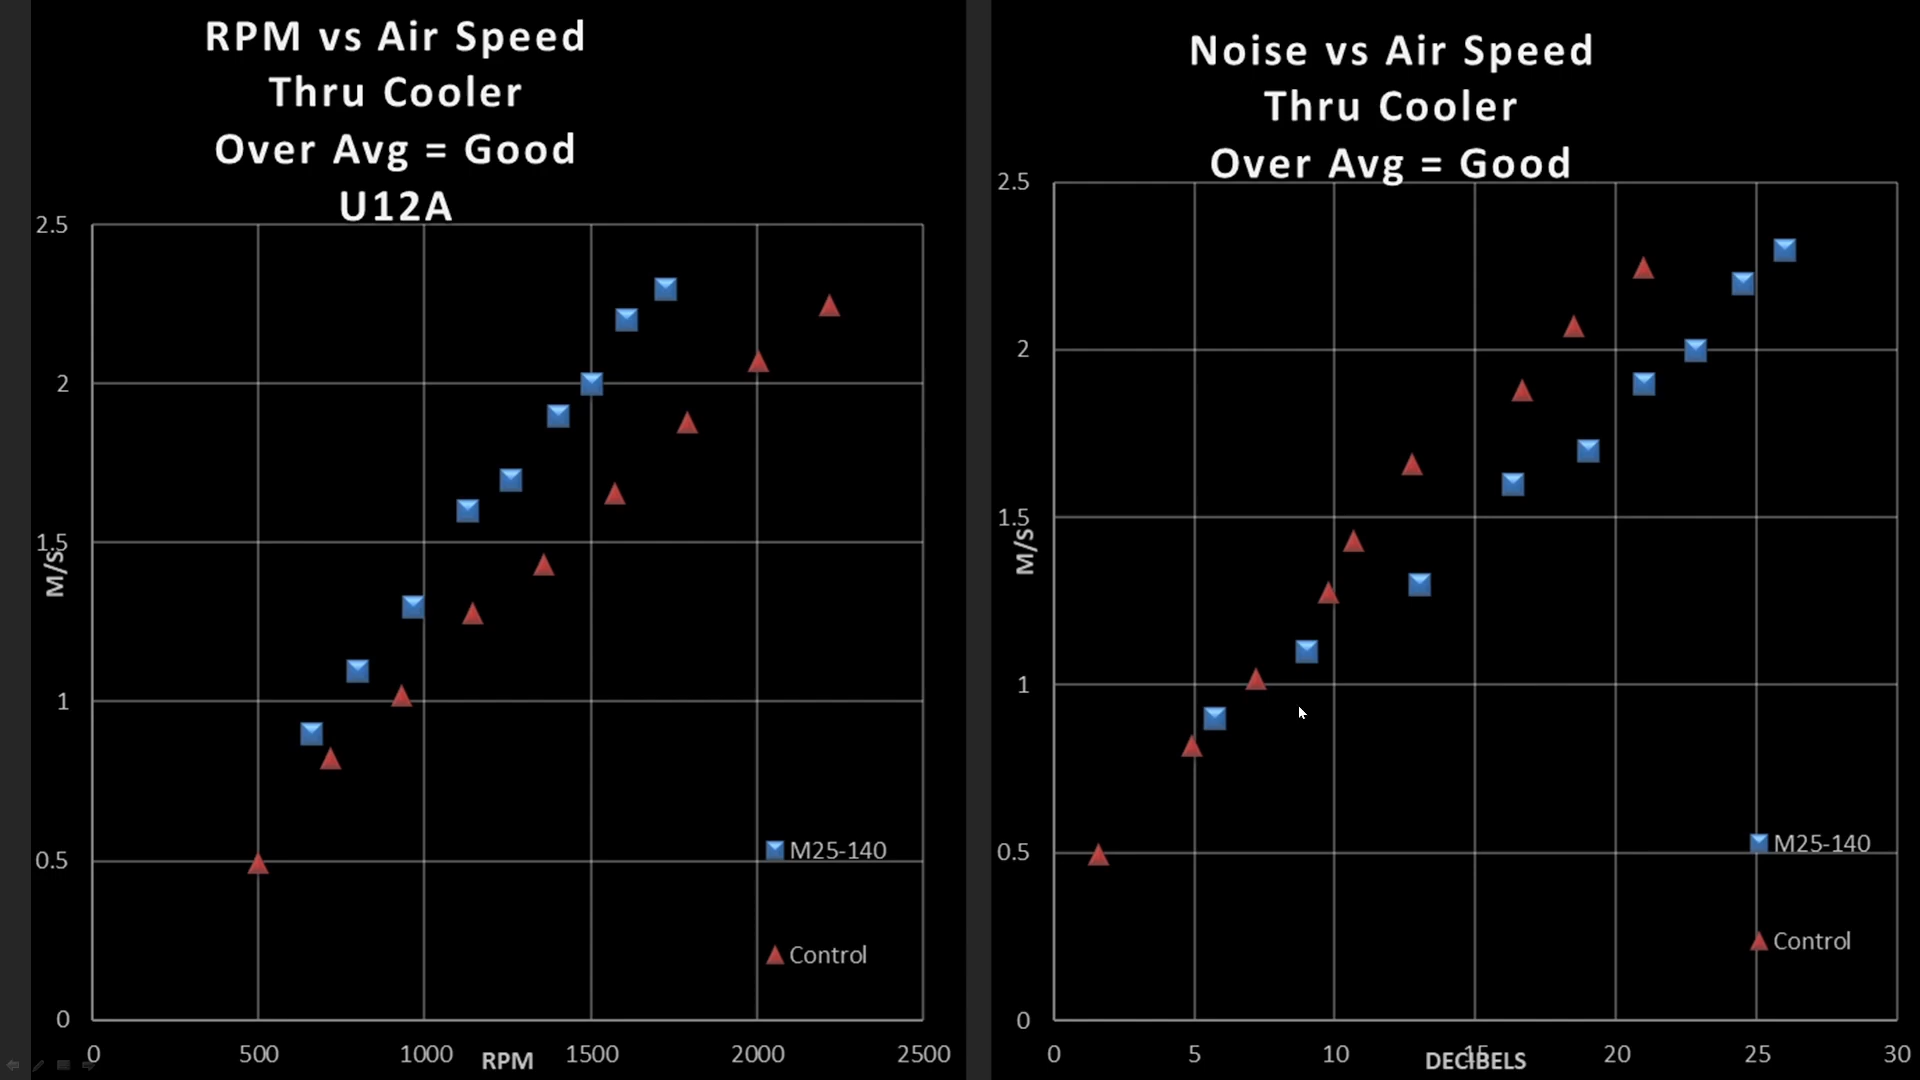 RPM vs Air Speed
Thru Cooler
Over Avg = Good
U12A
2.5
2
1.5
1
0.5
0
M/S
0
500
1000
1500
2000
2500
RPM
M25-140
Control
Noise vs Air Speed
Thru Cooler
Over Avg = Good
2.5
2
1.5
1
0.5
0
M/S
0
5
10
15
20
25
30
DECIBELS
M25-140
Control